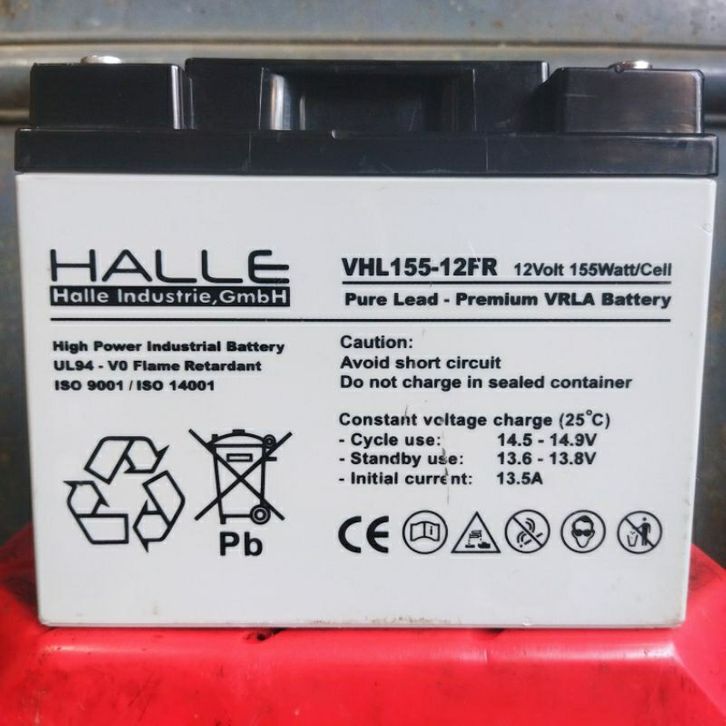 HALLE
Halle Industrie,GmbH
VHL155-12FR 12Volt 155Watt/Cell
Pure Lead - Premium VRLA Battery
High Power Industrial Battery
UL94 - V0 Flame Retardant
ISO 9001 / ISO 14001
Caution:
Avoid short circuit
Do not charge in sealed container
Constant voltage charge (25°C)
- Cycle use: 14.5 - 14.9V
- Standby use: 13.6 - 13.8V
- Initial current: 13.5A
Pb
CE